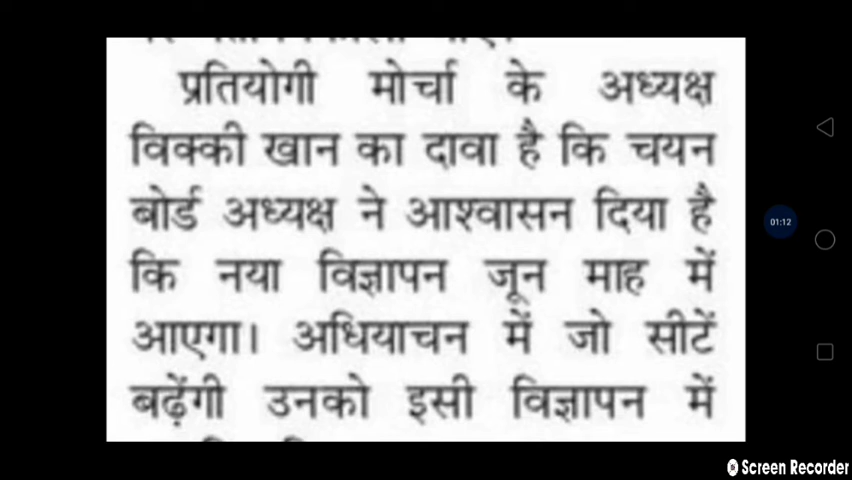 प्रतियोगी मोर्चा के अध्यक्ष
विक्की खान का दावा है कि चयन
बोर्ड अध्यक्ष ने आश्वासन दिया है
कि नया विज्ञापन जून माह में
आएगा। अधियाचन में जो सीटें
बढ़ेंगी उनको इसी विज्ञापन में
01:12
Screen Recorder